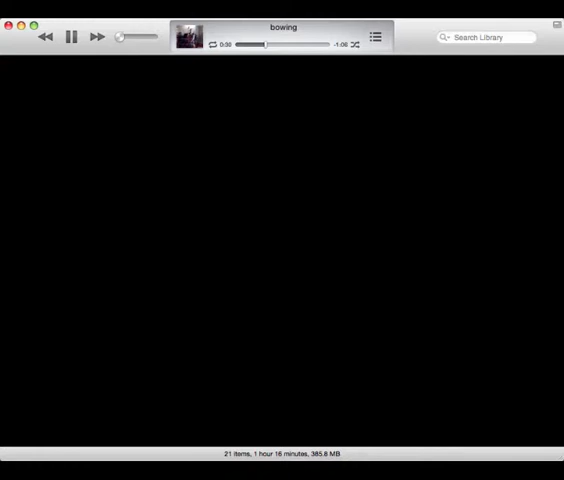 bowing
0:38
-1:06
Search Library
21 items, 1 hour 16 minutes, 385.8 MB